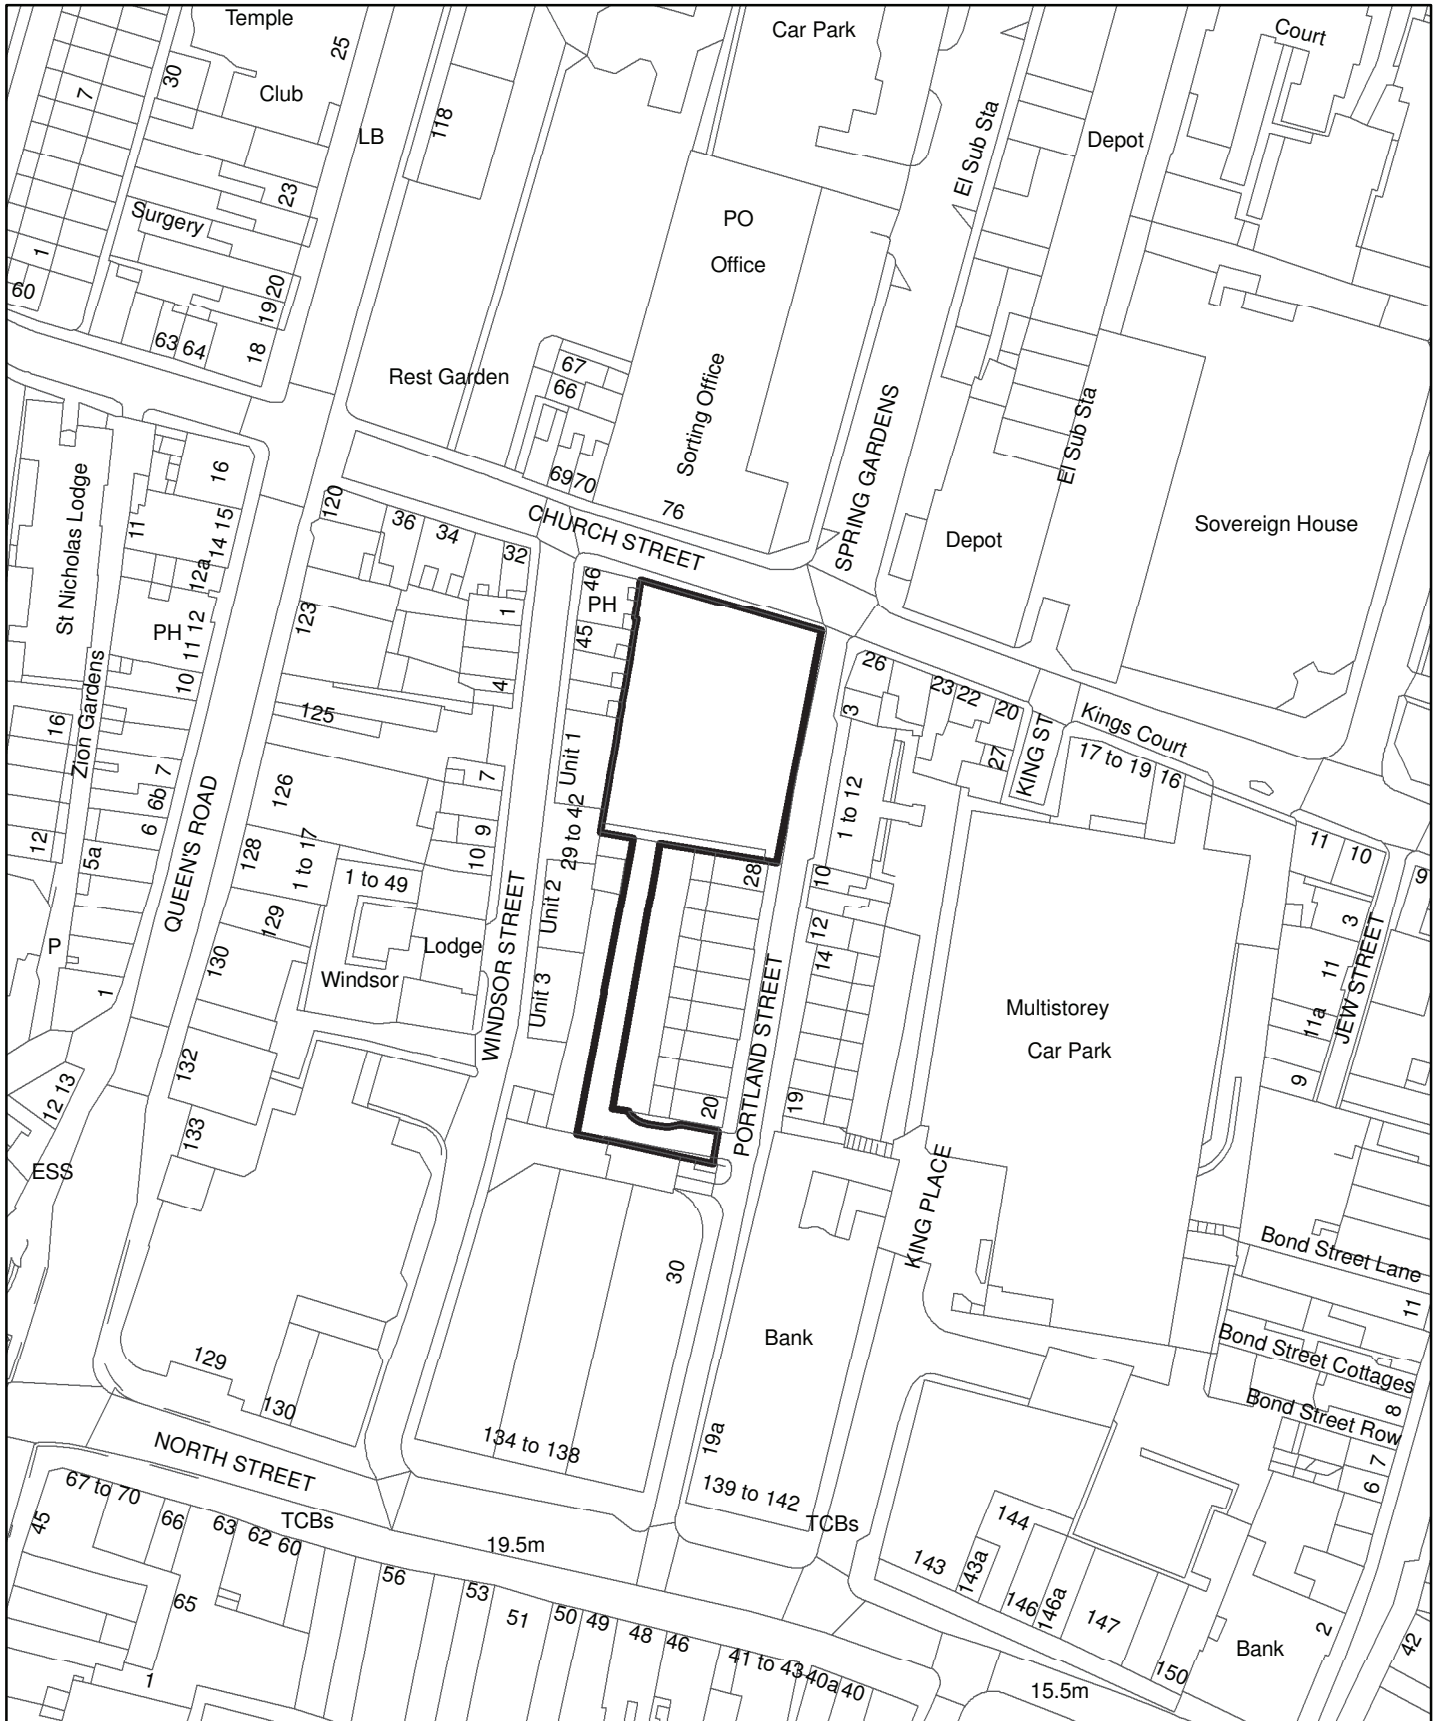 Temple
Club
25
30
7
LB
118
23
Surgery
1
60
20
19
63
64
18
Car Park
PO
Office
El Sub Sta
Depot
Court
Rest Garden
67
66
69
70
Sorting Office
76
SPRING GARDENS
El Sub Sta
Depot
Sovereign House
CHURCH STREET
St Nicholas Lodge
16
15
14
12a
11
PH
12
11
10
120
36
34
32
123
1
4
46
PH
45
125
Zion Gardens
16
7
6b
6
5a
12
QUEEN'S ROAD
126
128
1 to 17
129
130
1 to 49
Lodge
Windsor
7
9
10
Unit 1
29 to 42
Unit 2
Unit 3
WINDSOR STREET
28
20
PORTLAND STREET
26
3
23
22
20
27
KING ST
Kings Court
17 to 19
16
1 to 12
10
12
14
19
11
10
9
3
11
11a
9
JEW STREET
Multistorey
Car Park
P
1
12
13
ESS
132
133
KING PLACE
30
Bank
Bond Street Lane
11
Bond Street Cottages
8
Bond Street Row
7
6
129
130
134 to 138
19a
139 to 142
NORTH STREET
TCBs
19.5m
TCBs
67 to 70
45
66
63
62
60
65
1
56
53
51
50
49
48
46
41 to 43
40a
40
143
143a
144
146
146a
147
150
Bank
2
42
15.5m